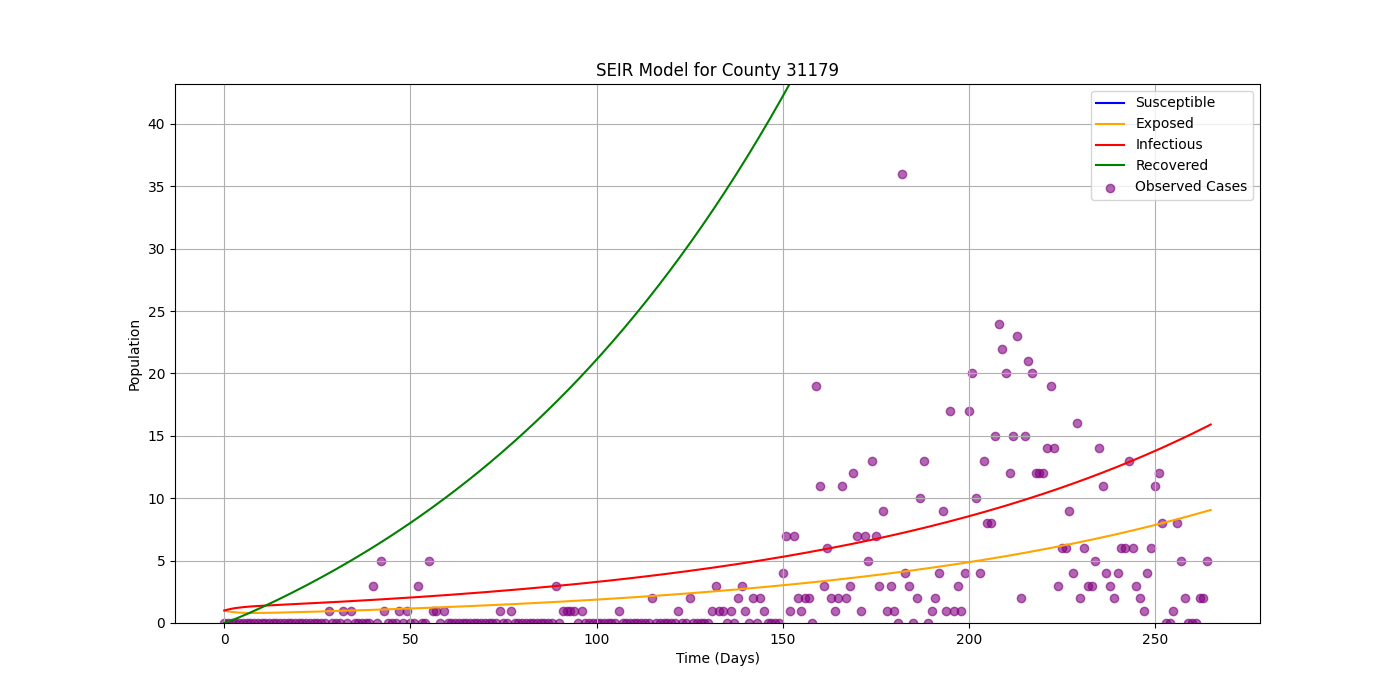 SEIR Model for County 31179
Susceptible
Exposed
Infectious
Recovered
Observed Cases
Population
40
35
30
25
20
15
10
5
0
0 50 100 150 200 250
Time (Days)